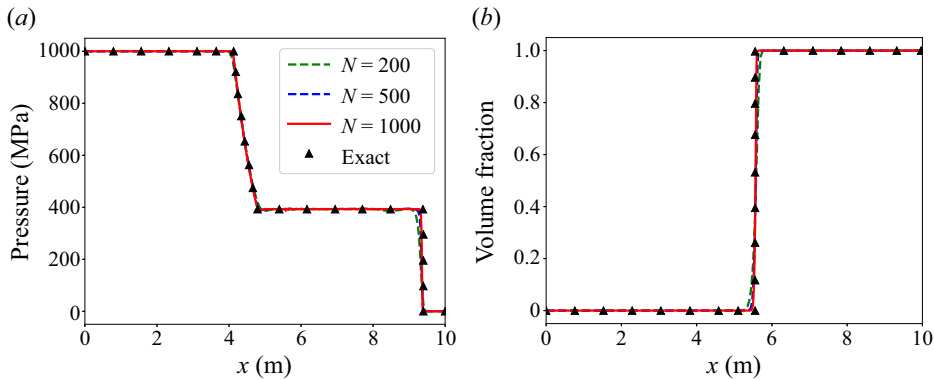 (a)
1000
800
600
400
200
0
Pressure (MPa)
N = 200
N = 500
N = 1000
Exact
0 2 4 6 8 10
x (m)
(b)
1.0
0.8
0.6
0.4
0.2
0
Volume fraction
0 2 4 6 8 10
x (m)